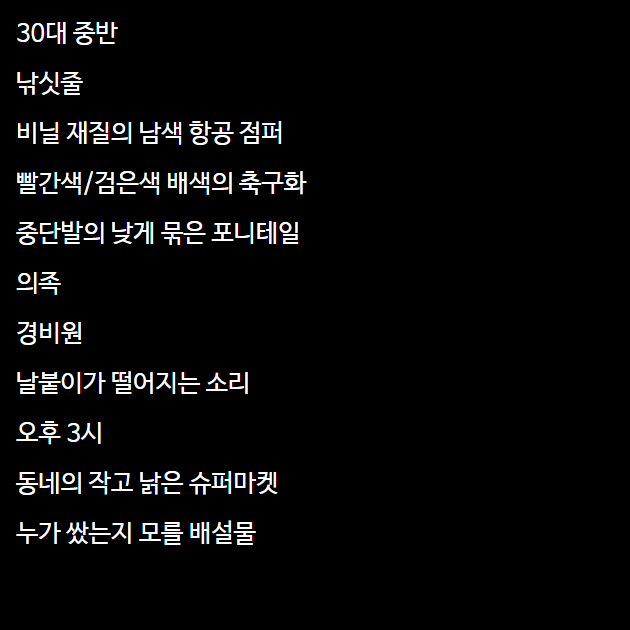 30대 중반
낚싯줄
비닐 재질의 남색 항공 점퍼
빨간색/검은색 배색의 축구화
중단발의 낮게 묶은 포니테일
의족
경비원
날붙이가 떨어지는 소리
오후 3시
동네의 작고 낡은 슈퍼마켓
누가 쌌는지 모를 배설물